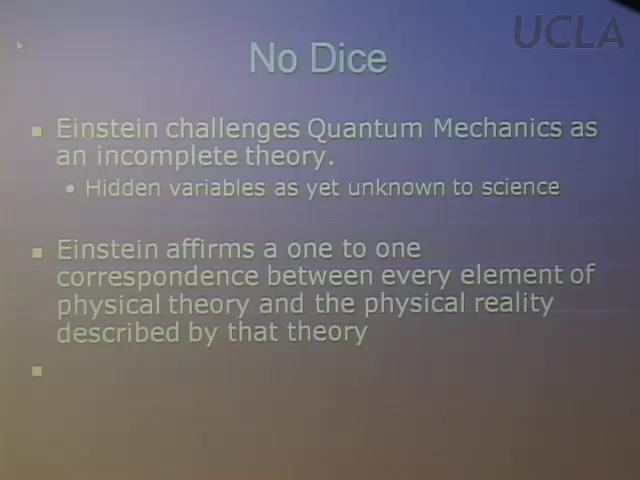 UCLA
No Dice
Einstein challenges Quantum Mechanics as
an incomplete theory.
Hidden variables as yet unknown to science
Einstein affirms a one to one
correspondence between every element of
physical theory and the physical reality
described by that theory